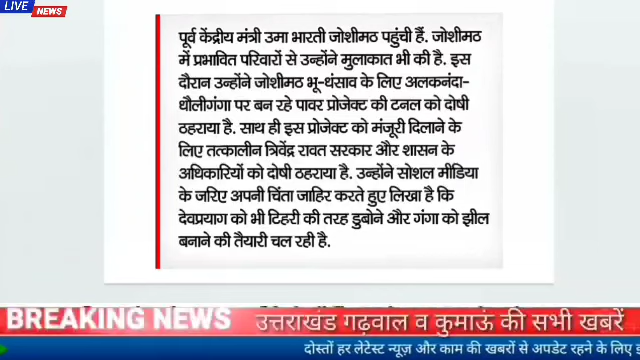 LIVE
NEWS
पूर्व केंद्रीय मंत्री उमा भारती जोशीमठ पहुंची हैं. जोशीमठ
में प्रभावित परिवारों से उन्होंने मुलाकात भी की है. इस
दौरान उन्होंने जोशीमठ भू-धंसाव के लिए अलकनंदा-
धौलीगंगा पर बन रहे पावर प्रोजेक्ट की टनल को दोषी
ठहराया है. साथ ही इस प्रोजेक्ट को मंजूरी दिलाने के
लिए तत्कालीन त्रिवेंद्र रावत सरकार और शासन के
अधिकारियों को दोषी ठहराया है. उन्होंने सोशल मीडिया
के जरिए अपनी चिंता जाहिर करते हुए लिखा है कि
देवप्रयाग को भी टिहरी की तरह डुबोने और गंगा को झील
बनाने की तैयारी चल रही है.
BREAKING NEWS उत्तराखंड गढ़वाल व कुमाऊं की सभी खबरें
दोस्तों हर लेटेस्ट न्यूज़ और काम की खबरों से अपडेट रहने के लिए